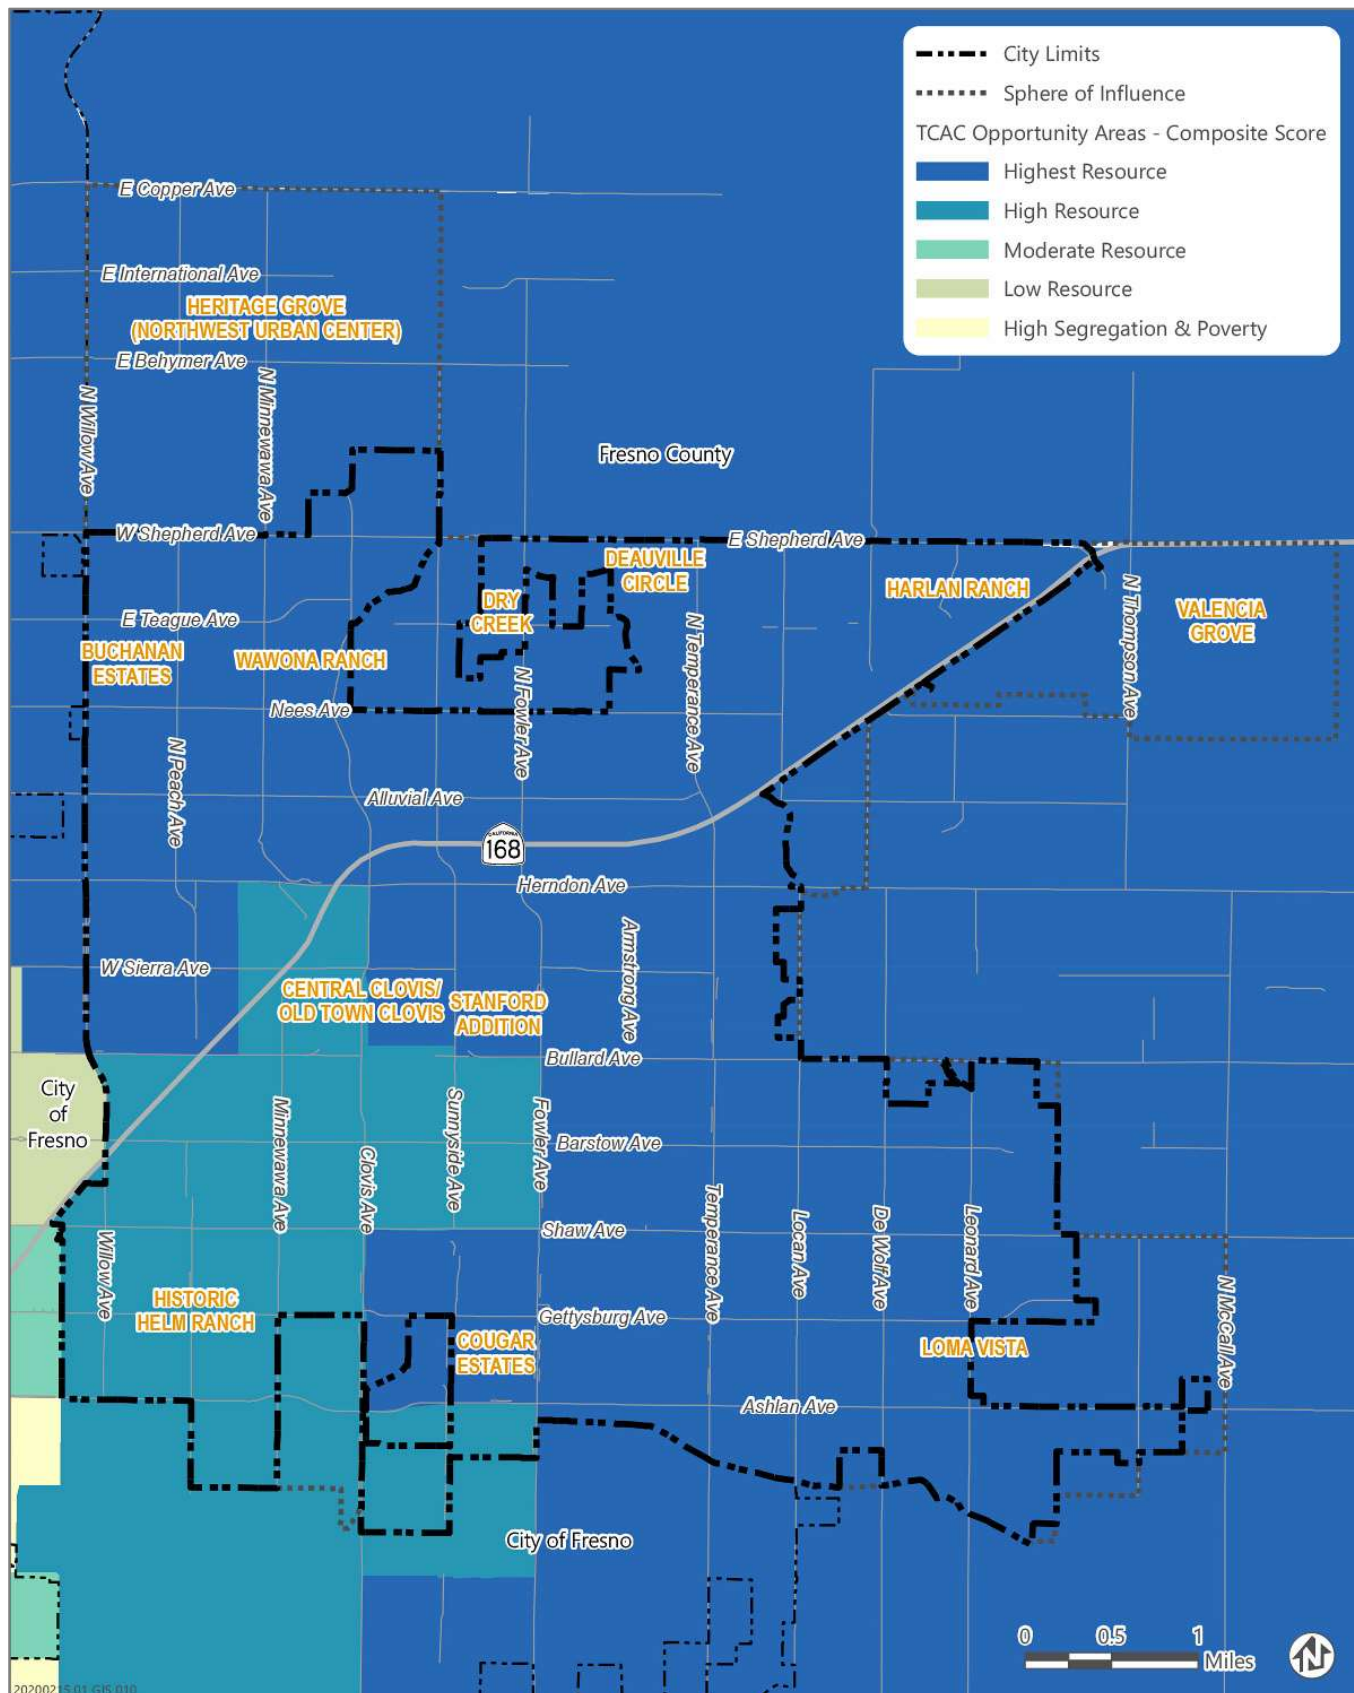 City Limits
Sphere of Influence
TCAC Opportunity Areas - Composite Score
Highest Resource
High Resource
Moderate Resource
Low Resource
High Segregation & Poverty
E Copper Ave
E International Ave
HERITAGE GROVE
(NORTHWEST URBAN CENTER)
E Behymer Ave
N Willow Ave
N Minnewawa Ave
Fresno County
W Shepherd Ave
E Shepherd Ave
DEAUVILLE
CIRCLE
HARLAN RANCH
N Thompson Ave
VALENCIA
GROVE
DRY
CREEK
E Teague Ave
BUCHANAN
ESTATES
WAWONA RANCH
N Temperance Ave
N Fowler Ave
Nees Ave
N Peach Ave
Alluvial Ave
CALIFORNIA
168
Herndon Ave
Armstrong Ave
W Sierra Ave
CENTRAL CLOVIS/
OLD TOWN CLOVIS
STANFORD
ADDITION
Bullard Ave
City
of
Fresno
Minnewawa Ave
Clovis Ave
Sunnyside Ave
Fowler Ave
Barstow Ave
Shaw Ave
Temperance Ave
Locan Ave
De Wolf Ave
Leonard Ave
Willow Ave
HISTORIC
HELM RANCH
Gettysburg Ave
COUGAR
ESTATES
LOMA VISTA
N McCall Ave
Ashlan Ave
City of Fresno
0 0.5 1
Miles
N
20200215.01 GIS 010